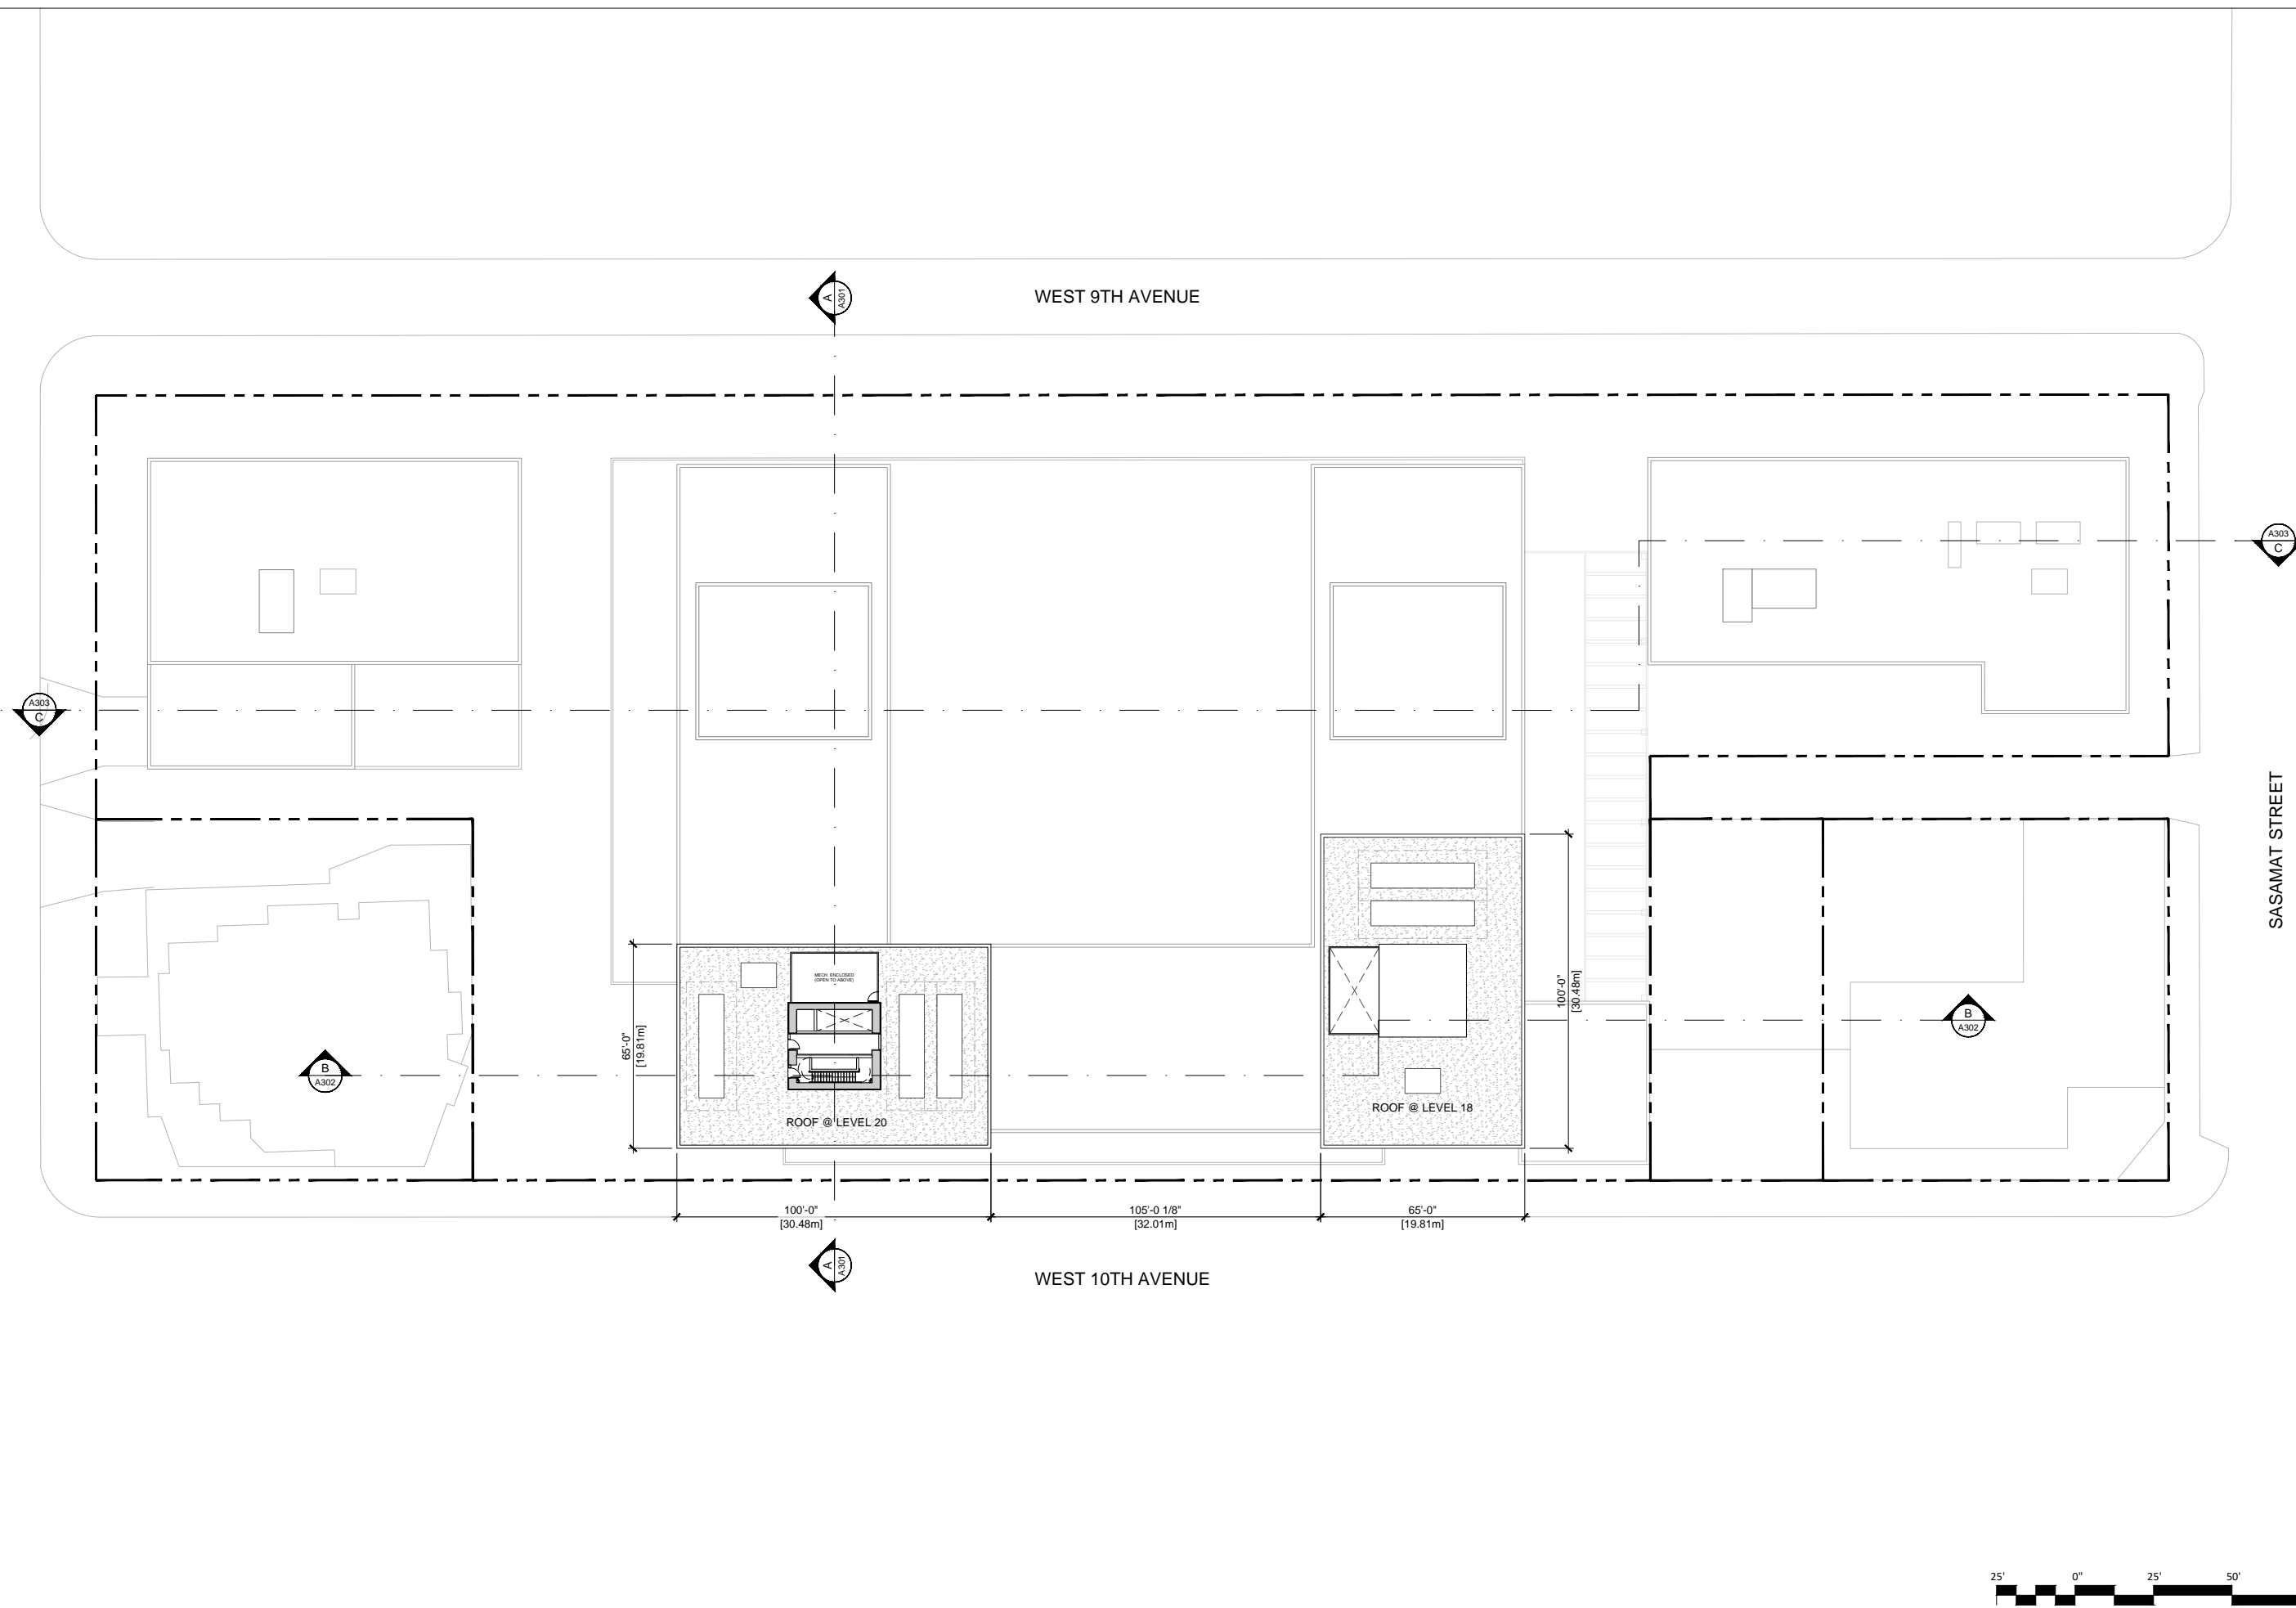 A
A301
WEST 9TH AVENUE
A303
C
A303
C
SASAMAT STREET
MECH. ENCLOSED
(OPEN TO ABOVE)
100'-0"
[30.48m]
65'-0"
[19.81m]
B
A302
B
A302
ROOF @ LEVEL 20
ROOF @ LEVEL 18
100'-0"
[30.48m]
105'-0 1/8"
[32.01m]
65'-0"
[19.81m]
A
A301
WEST 10TH AVENUE
25' 0" 25' 50'